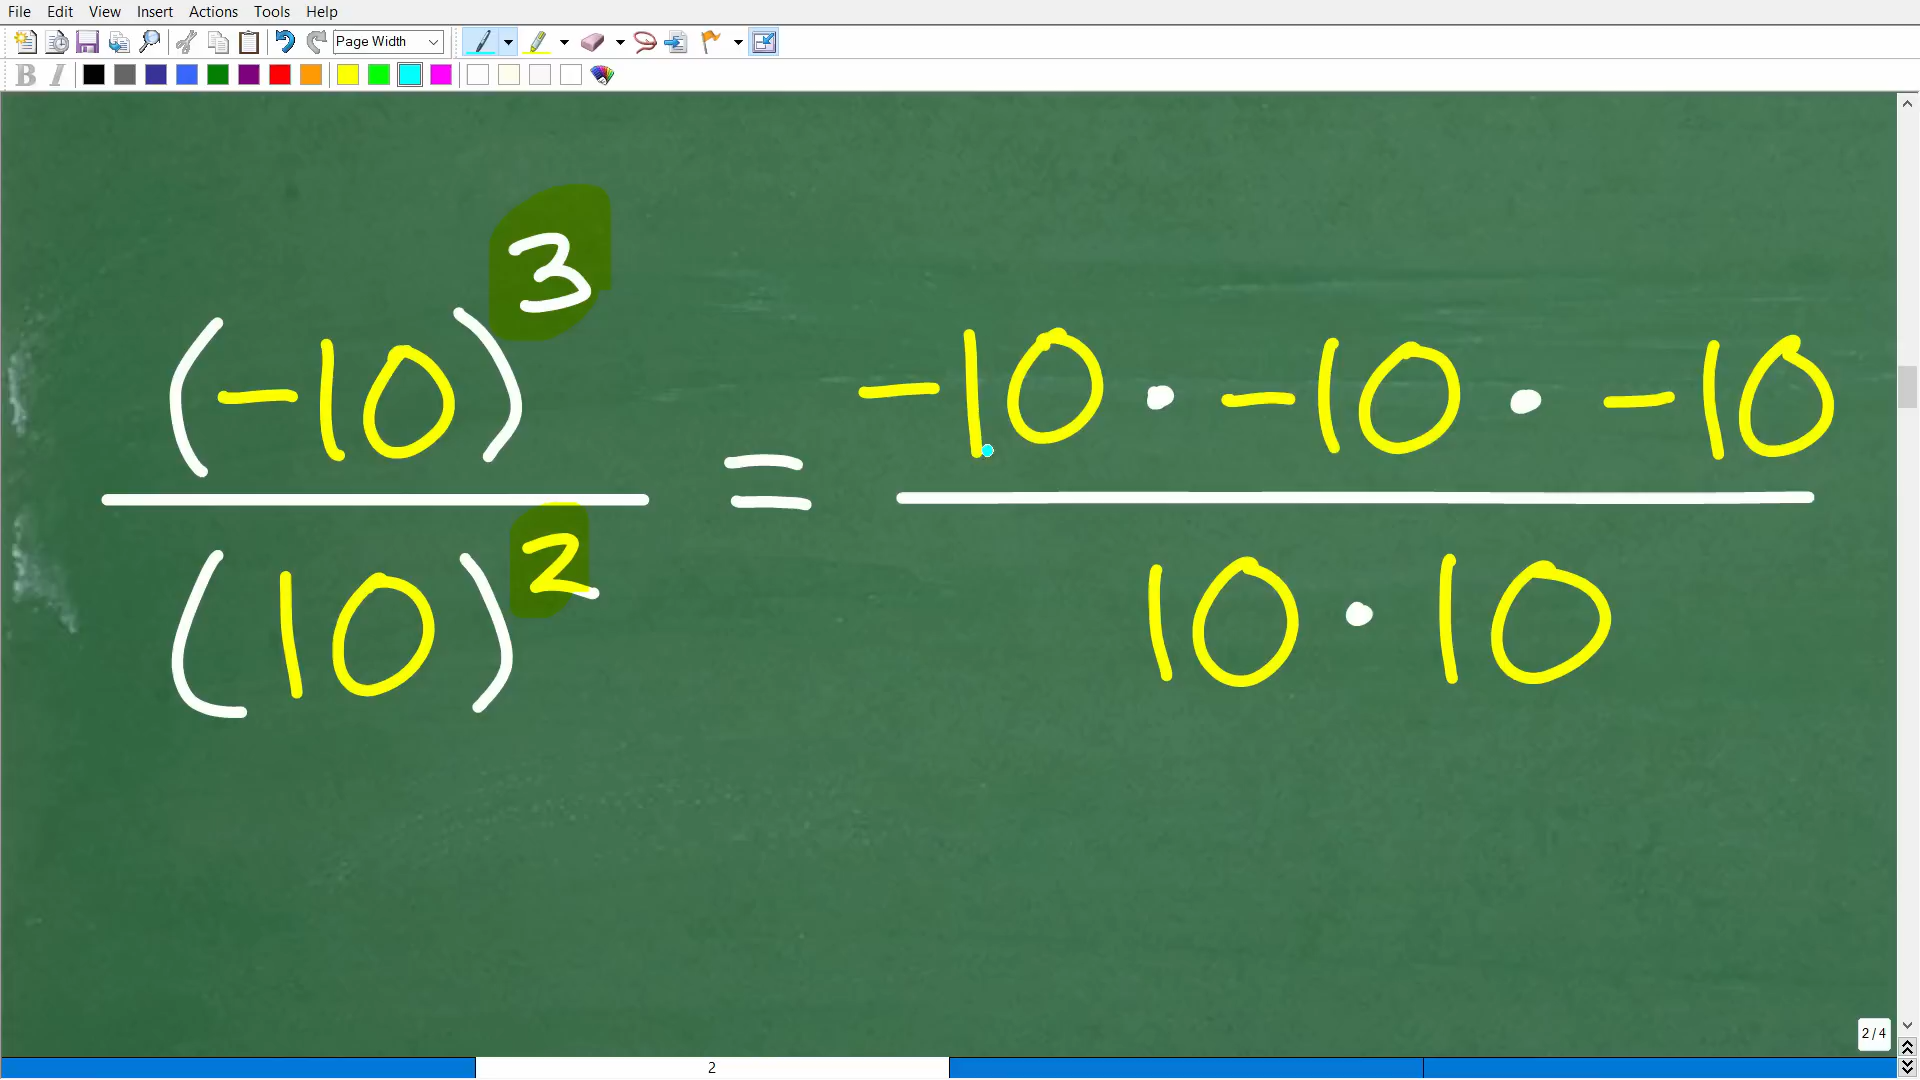 File Edit View Insert Actions Tools Help
Page Width
B I
(-10)³ / (10)² = -10 · -10 · -10 / 10 · 10
2 / 4
2